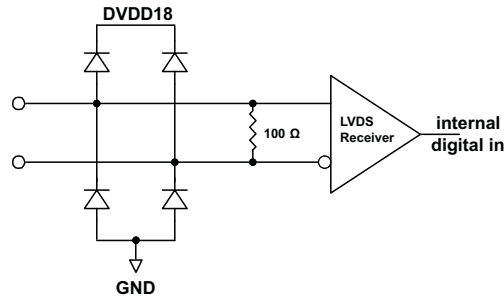 DVDD18
100 Ω
LVDS
Receiver
internal
digital in
GND